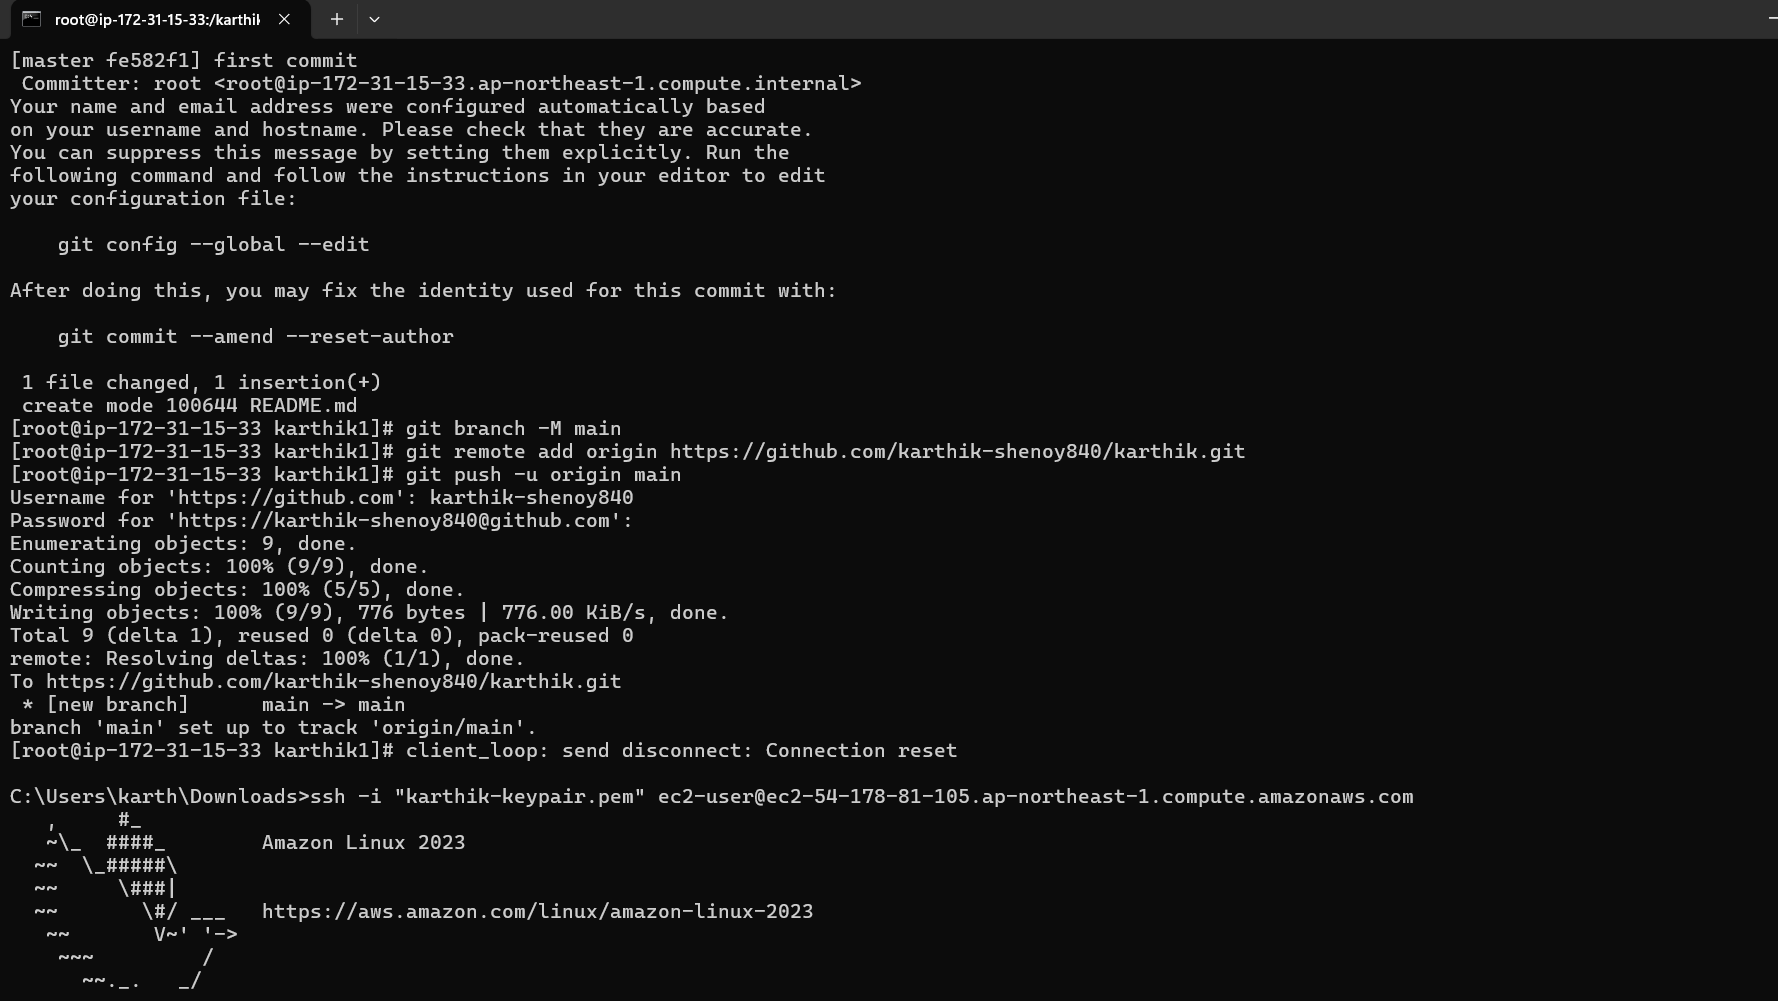 root@ip-172-31-15-33:/karthik
[master fe582f1] first commit
 Committer: root <root@ip-172-31-15-33.ap-northeast-1.compute.internal>
Your name and email address were configured automatically based
on your username and hostname. Please check that they are accurate.
You can suppress this message by setting them explicitly. Run the
following command and follow the instructions in your editor to edit
your configuration file:

    git config --global --edit

After doing this, you may fix the identity used for this commit with:

    git commit --amend --reset-author

 1 file changed, 1 insertion(+)
 create mode 100644 README.md
[root@ip-172-31-15-33 karthik1]# git branch -M main
[root@ip-172-31-15-33 karthik1]# git remote add origin https://github.com/karthik-shenoy840/karthik.git
[root@ip-172-31-15-33 karthik1]# git push -u origin main
Username for 'https://github.com': karthik-shenoy840
Password for 'https://karthik-shenoy840@github.com':
Enumerating objects: 9, done.
Counting objects: 100% (9/9), done.
Compressing objects: 100% (5/5), done.
Writing objects: 100% (9/9), 776 bytes | 776.00 KiB/s, done.
Total 9 (delta 1), reused 0 (delta 0), pack-reused 0
remote: Resolving deltas: 100% (1/1), done.
To https://github.com/karthik-shenoy840/karthik.git
 * [new branch]      main -> main
branch 'main' set up to track 'origin/main'.
[root@ip-172-31-15-33 karthik1]# client_loop: send disconnect: Connection reset

C:\Users\karth\Downloads>ssh -i "karthik-keypair.pem" ec2-user@ec2-54-178-81-105.ap-northeast-1.compute.amazonaws.com
   ,     #_
   ~\_  ####_        Amazon Linux 2023
  ~~  \_#####\
  ~~     \###|
  ~~       \#/ ___   https://aws.amazon.com/linux/amazon-linux-2023
   ~~       V~' '->
    ~~~         /
      ~~._.   _/